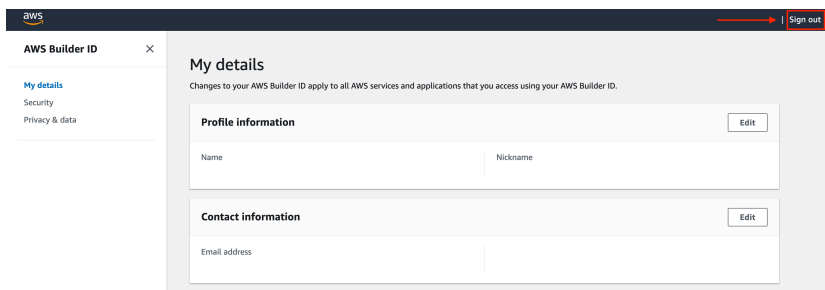 aws
| Sign out
AWS Builder ID
My details
Security
Privacy & data
My details
Changes to your AWS Builder ID apply to all AWS services and applications that you access using your AWS Builder ID.
Profile information
Edit
Name
Nickname
Contact information
Edit
Email address